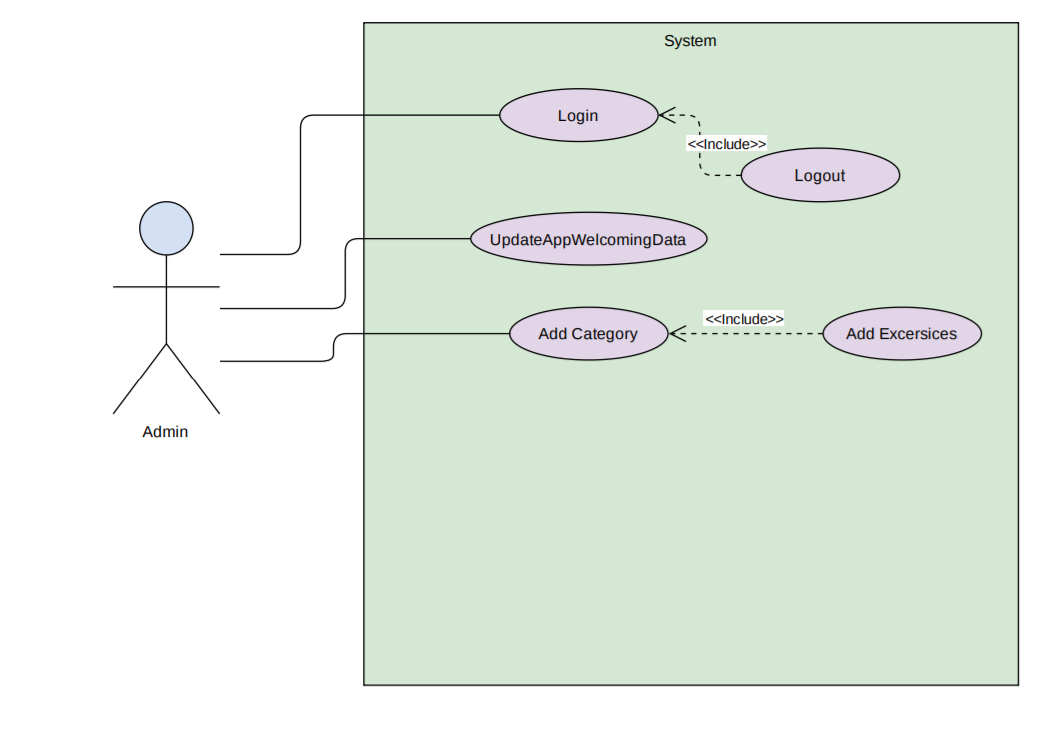 System
Login
<<Include>>
Logout
UpdateAppWelcomingData
<<Include>>
Add Category
Add Excersices
Admin